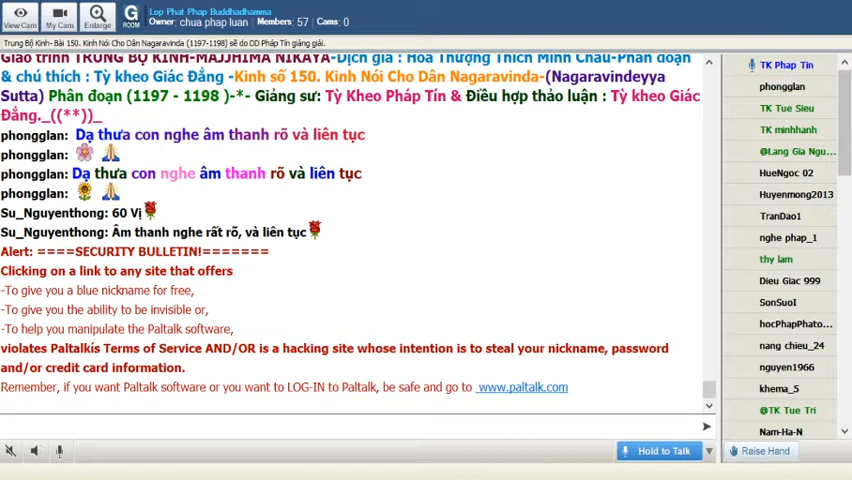 View Cam
My Cam
Enlarge
G
ROOM
Lop Phat Phap Buddhadhamma
Owner: chua phap luan
Members: 57
Cams: 0
Trung Bộ Kinh- Bài 150. Kinh Nói Cho Dân Nagaravinda (1197-1198) sẽ do DD Pháp Tín giảng giải.
Giáo trình TRUNG BỘ KINH-MAJJHIMA NIKAYA-Dịch giả : Hòa Thượng Thích Minh Châu-Phân đoạn
& chú thích : Tỳ kheo Giác Đẳng -Kinh số 150. Kinh Nói Cho Dân Nagaravinda-(Nagaravindeyya
Sutta) Phân đoạn (1197 - 1198 )-*- Giảng sư: Tỳ Kheo Pháp Tín & Điều hợp thảo luận : Tỳ kheo Giác
Đẳng._((**))_
phongglan: Dạ thưa con nghe âm thanh rõ và liên tục
phongglan:
phongglan: Dạ thưa con nghe âm thanh rõ và liên tục
phongglan:
Su_Nguyenthong: 60 Vị
Su_Nguyenthong: Âm thanh nghe rất rõ, và liên tục
Alert: ====SECURITY BULLETIN!=======
Clicking on a link to any site that offers
-To give you a blue nickname for free,
-To give you the ability to be invisible or,
-To help you manipulate the Paltalk software,
violates Paltalkís Terms of Service AND/OR is a hacking site whose intention is to steal your nickname, password
and/or credit card information.
Remember, if you want Paltalk software or you want to LOG-IN to Paltalk, be safe and go to www.paltalk.com
Hold to Talk
TK Phap Tin
phongglan
TK Tue Sieu
TK minhhanh
@Lang Gia Ngu...
HueNgoc 02
Huyenmong2013
TranDao1
nghe phap_1
thy lam
Dieu Giac 999
SonSuoI
hocPhapPhato...
nang chieu_24
nguyen1966
khema_5
@TK Tue Tri
Nam-Ha-N
Raise Hand